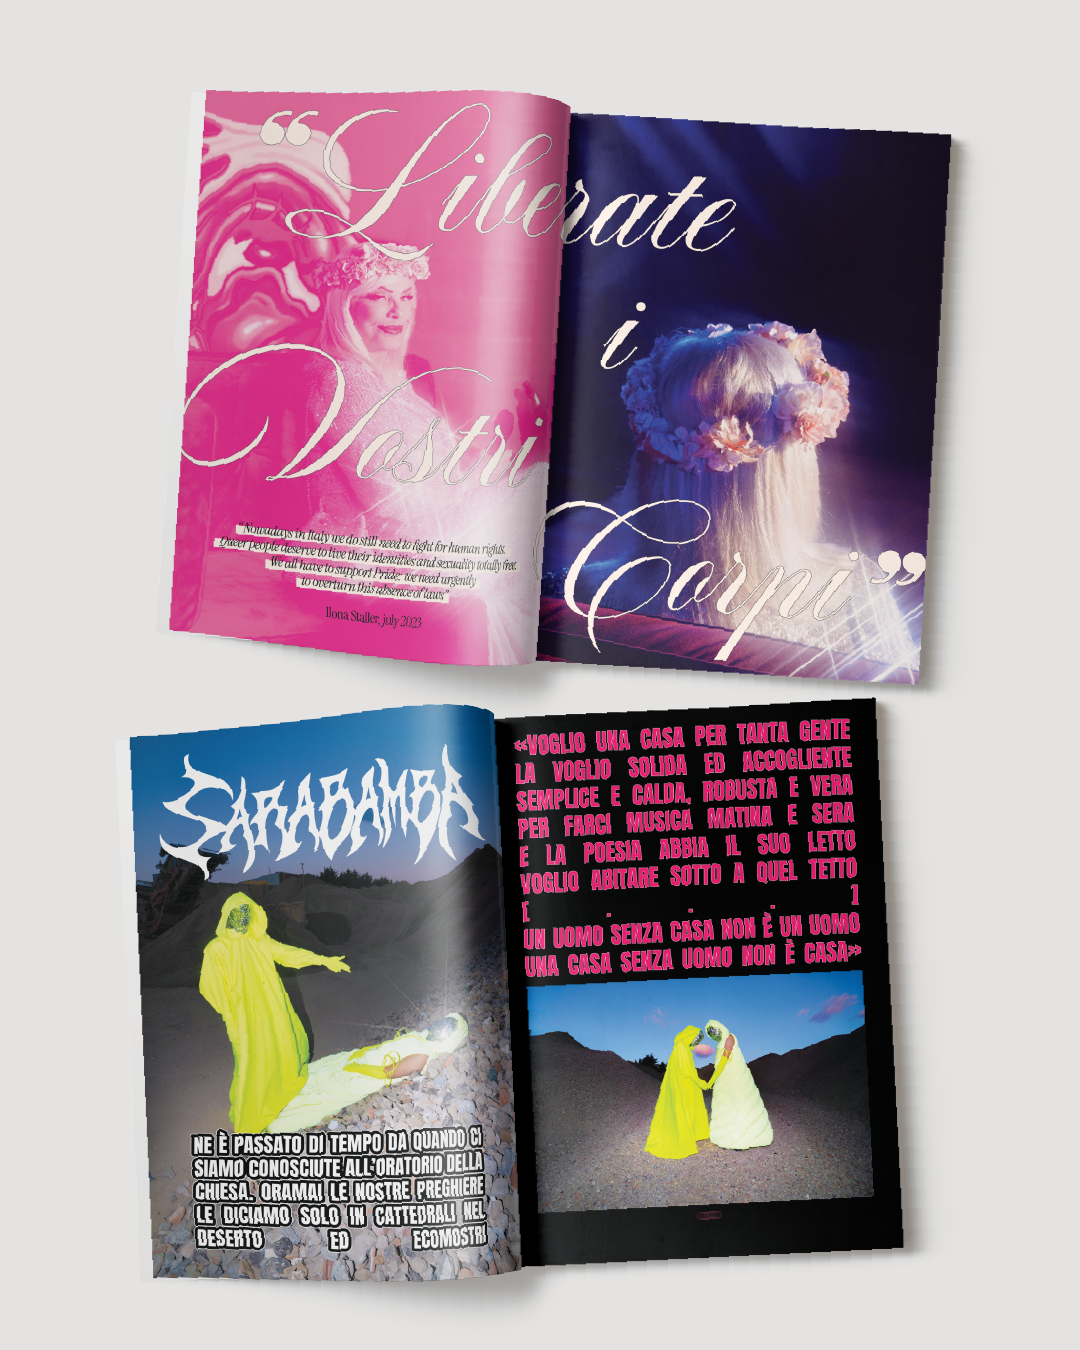 “Liberate
i
Vostri
Corpi”
“Nowadays in Italy we do still need to fight for human rights.
Queer people deserve to live their identities and sexuality totally free.
We all have to support Pride: we need urgently
to overturn this absence of laws”
Ilona Staller, july 2023
SARABAMBA
NE È PASSATO DI TEMPO DA QUANDO CI
SIAMO CONOSCIUTE ALL'ORATORIO DELLA
CHIESA. ORAMAI LE NOSTRE PREGHIERE
LE DICIAMO SOLO IN CATTEDRALI NEL
DESERTO ED ECOMOSTRI
«VOGLIO UNA CASA PER TANTA GENTE
LA VOGLIO SOLIDA ED ACCOGLIENTE
SEMPLICE E CALDA, ROBUSTA E VERA
PER FARCI MUSICA MATINA E SERA
E LA POESIA ABBIA IL SUO LETTO
VOGLIO ABITARE SOTTO A QUEL TETTO
[ . . . ]
UN UOMO SENZA CASA NON È UN UOMO
UNA CASA SENZA UOMO NON È CASA»